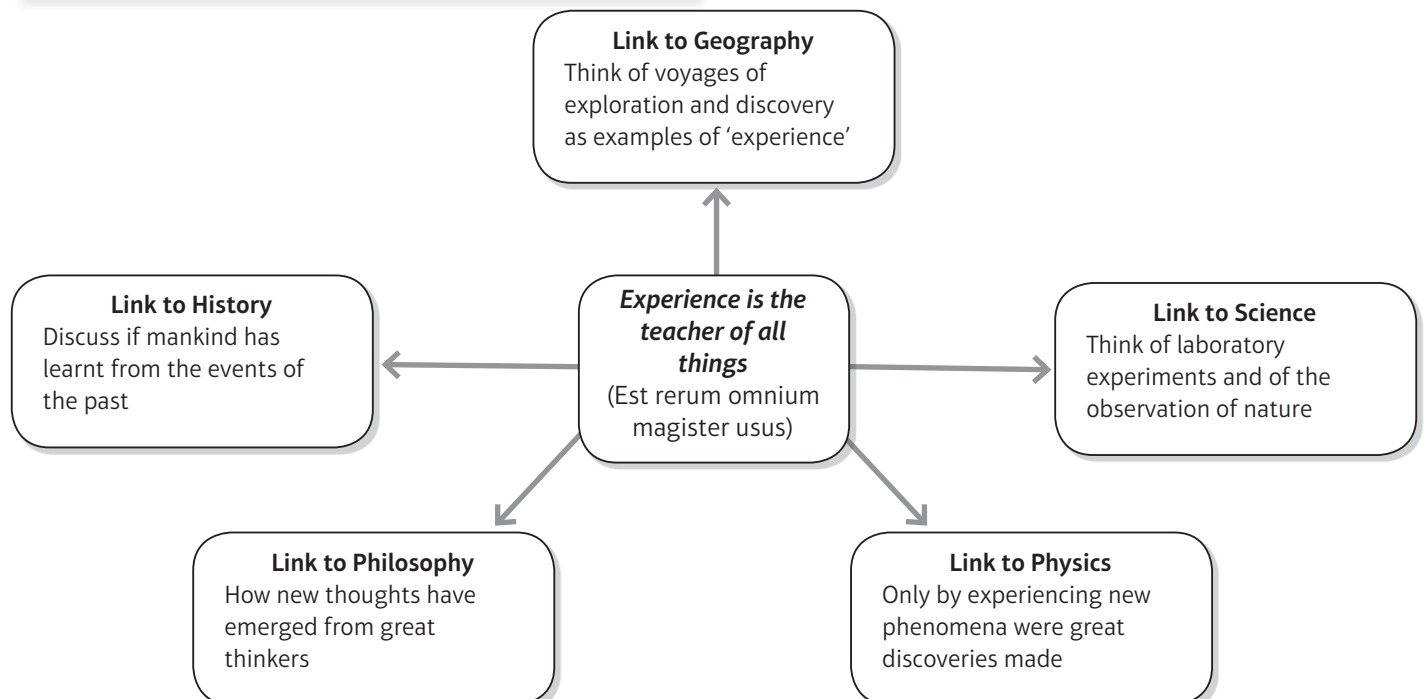 Link to Geography
Think of voyages of
exploration and discovery
as examples of ‘experience’
Link to History
Discuss if mankind has
learnt from the events of
the past
Experience is the
teacher of all
things
(Est rerum omnium
magister usus)
Link to Science
Think of laboratory
experiments and of the
observation of nature
Link to Philosophy
How new thoughts have
emerged from great
thinkers
Link to Physics
Only by experiencing new
phenomena were great
discoveries made